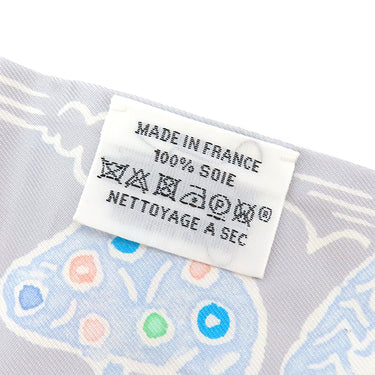 MADE IN FRANCE
100% SOIE
®
NETTOYAGE A SEC